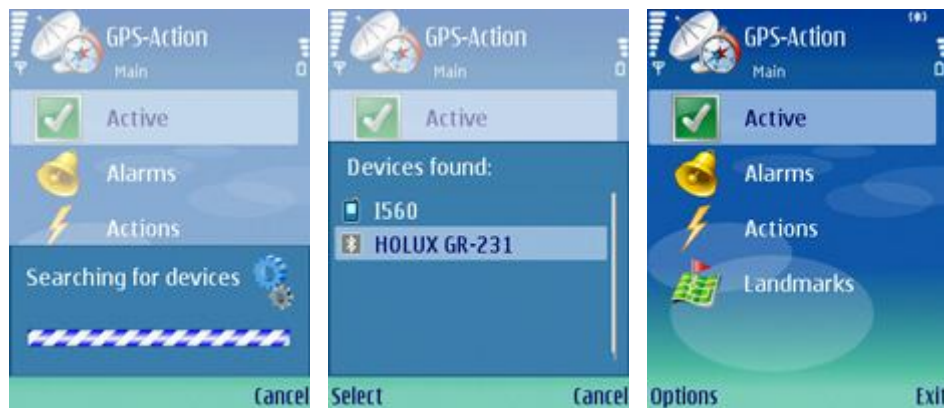 GPS-Action
Main
Active
Alarms
Actions
Searching for devices
Cancel
GPS-Action
Main
Active
Devices found:
I560
HOLUX GR-231
Select Cancel
GPS-Action
Main
Active
Alarms
Actions
Landmarks
Options Exit